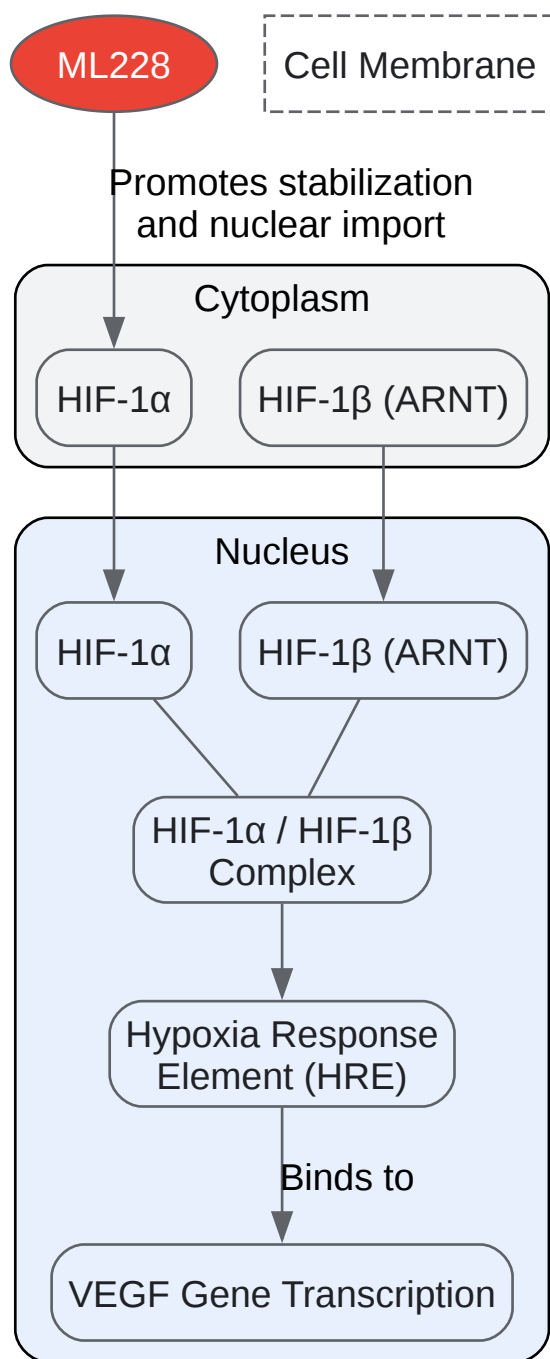 ML228
Cell Membrane
Promotes stabilization
and nuclear import
Cytoplasm
HIF-1α
HIF-1β (ARNT)
Nucleus
HIF-1α
HIF-1β (ARNT)
HIF-1α / HIF-1β
Complex
Hypoxia Response
Element (HRE)
Binds to
VEGF Gene Transcription